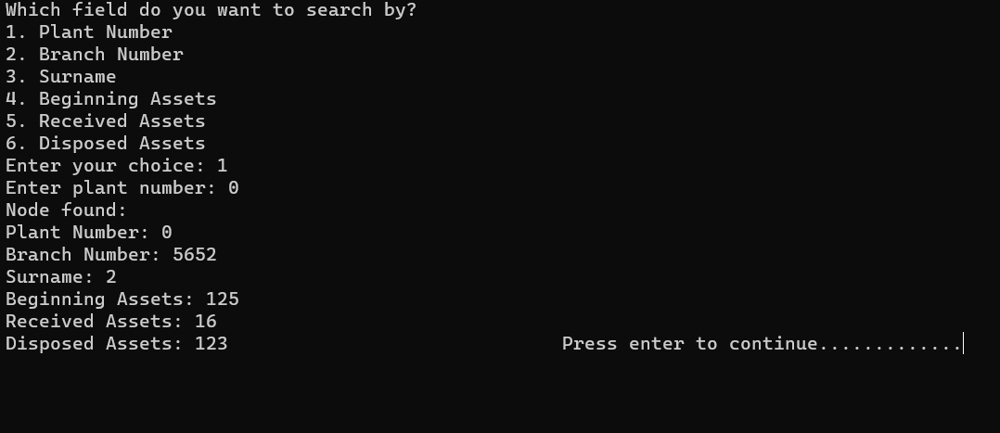 Which field do you want to search by?
1. Plant Number
2. Branch Number
3. Surname
4. Beginning Assets
5. Received Assets
6. Disposed Assets
Enter your choice: 1
Enter plant number: 0
Node found:
Plant Number: 0
Branch Number: 5652
Surname: 2
Beginning Assets: 125
Received Assets: 16
Disposed Assets: 123                              Press enter to continue.............